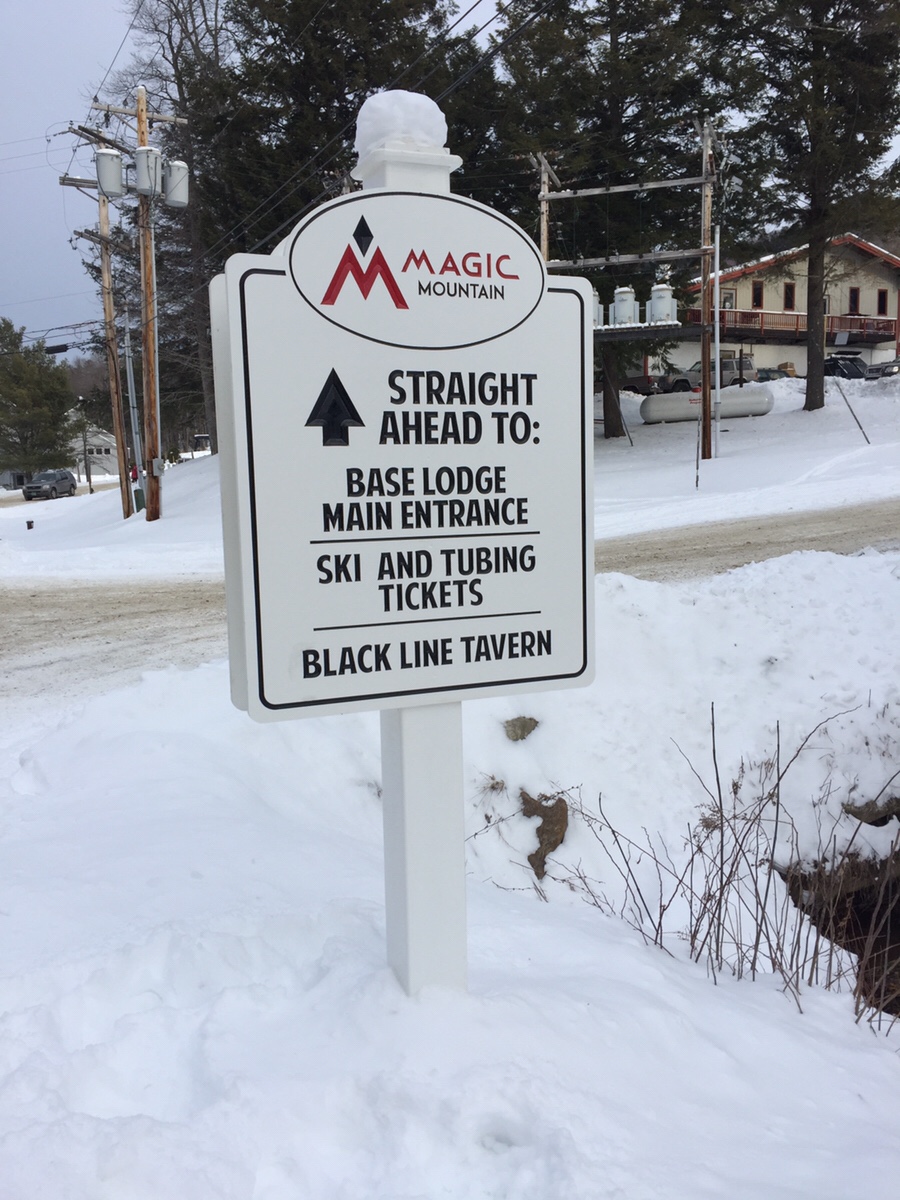 MAGIC
MOUNTAIN
STRAIGHT
AHEAD TO:
BASE LODGE
MAIN ENTRANCE
SKI AND TUBING
TICKETS
BLACK LINE TAVERN